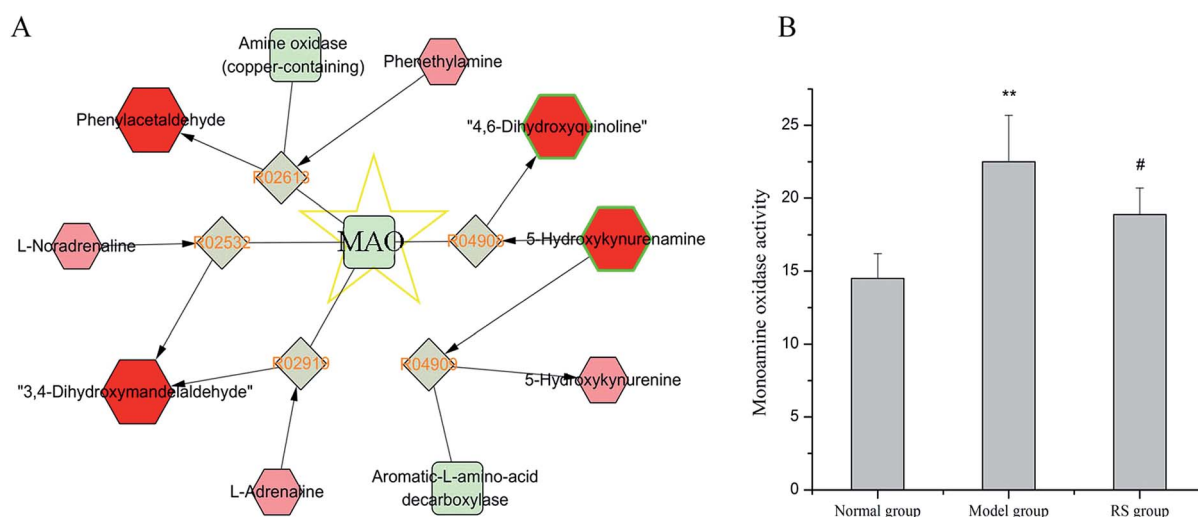 A
Amine oxidase
(copper-containing)
Phenethylamine
Phenylacetaldehyde
"4,6-Dihydroxyquinoline"
R02613
L-Noradrenaline
R02532
MAO
R04908
5-Hydroxykynurenamine
R02919
R04909
"3,4-Dihydroxymandelaldehyde"
5-Hydroxykynurenine
L-Adrenaline
Aromatic-L-amino-acid
decarboxylase
B
Monoamine oxidase activity
25
20
15
10
5
0
**
#
Normal group
Model group
RS group